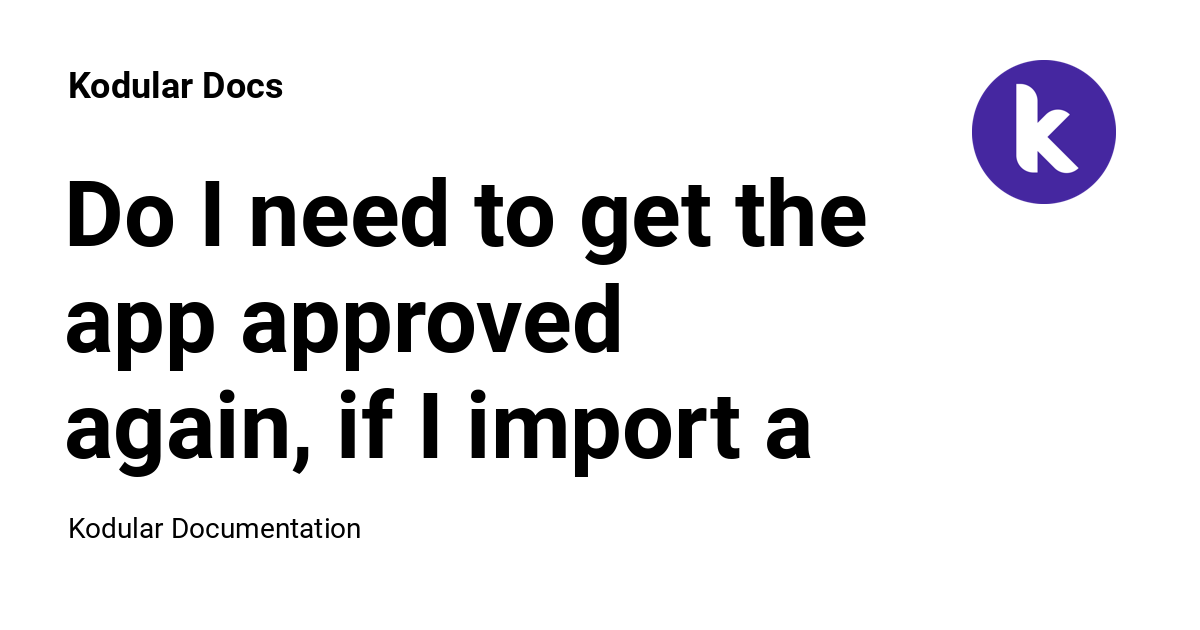 Kodular Docs
Do I need to get the
app approved
again, if I import a
Kodular Documentation